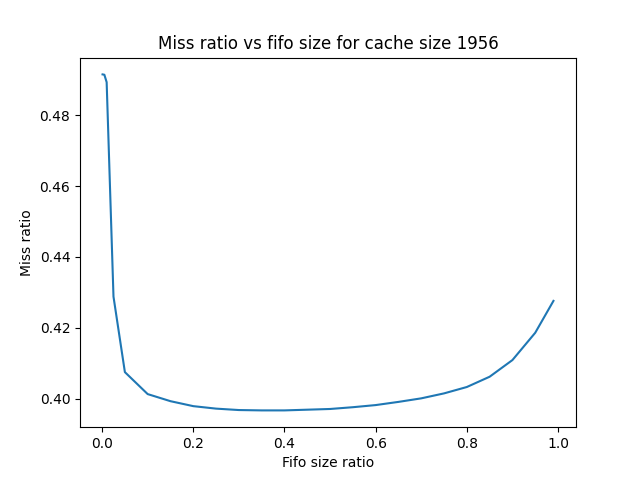 Miss ratio vs fifo size for cache size 1956
0.48
0.46
0.44
0.42
0.40
Miss ratio
0.0 0.2 0.4 0.6 0.8 1.0
Fifo size ratio